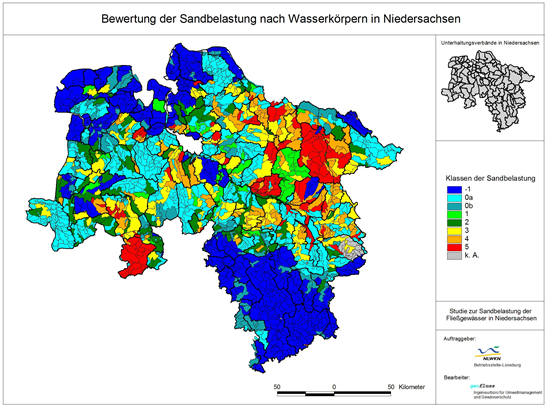 Bewertung der Sandbelastung nach Wasserkörpern in Niedersachsen
Unterhaltungsverbände in Niedersachsen
Klassen der Sandbelastung
-1
0a
0b
1
2
3
4
5
k. A.
Studie zur Sandbelastung der
Fließgewässer in Niedersachsen
Auftraggeber:
NLWKN
Betriebsstelle Lüneburg
Bearbeiter:
geofluss
Ingenieurbüro für Umweltmanagement
und Gewässerschutz
50 0 50 Kilometer